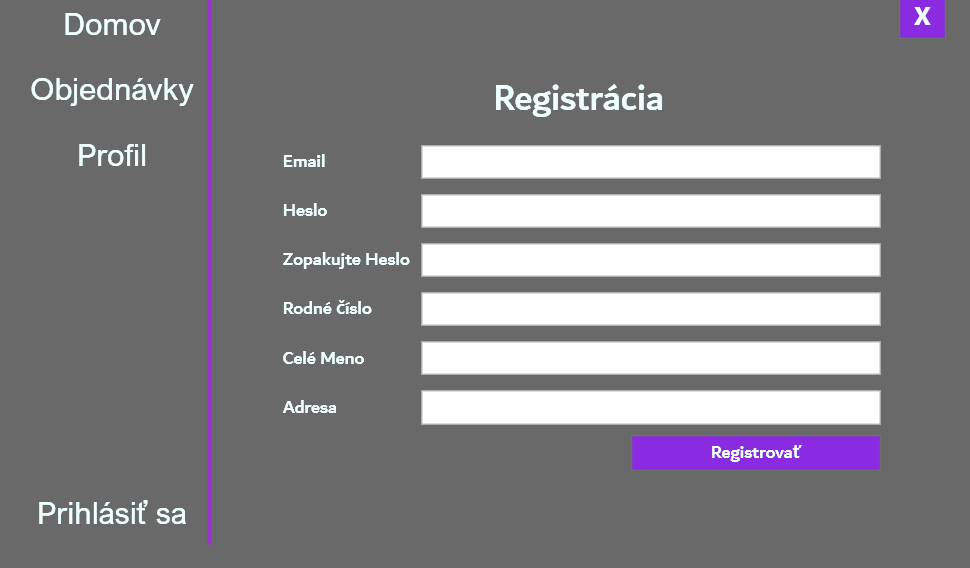 Domov
Objednávky
Profil
Prihlásiť sa
X
Registrácia
Email
Heslo
Zopakujte Heslo
Rodné číslo
Celé Meno
Adresa
Registrovať